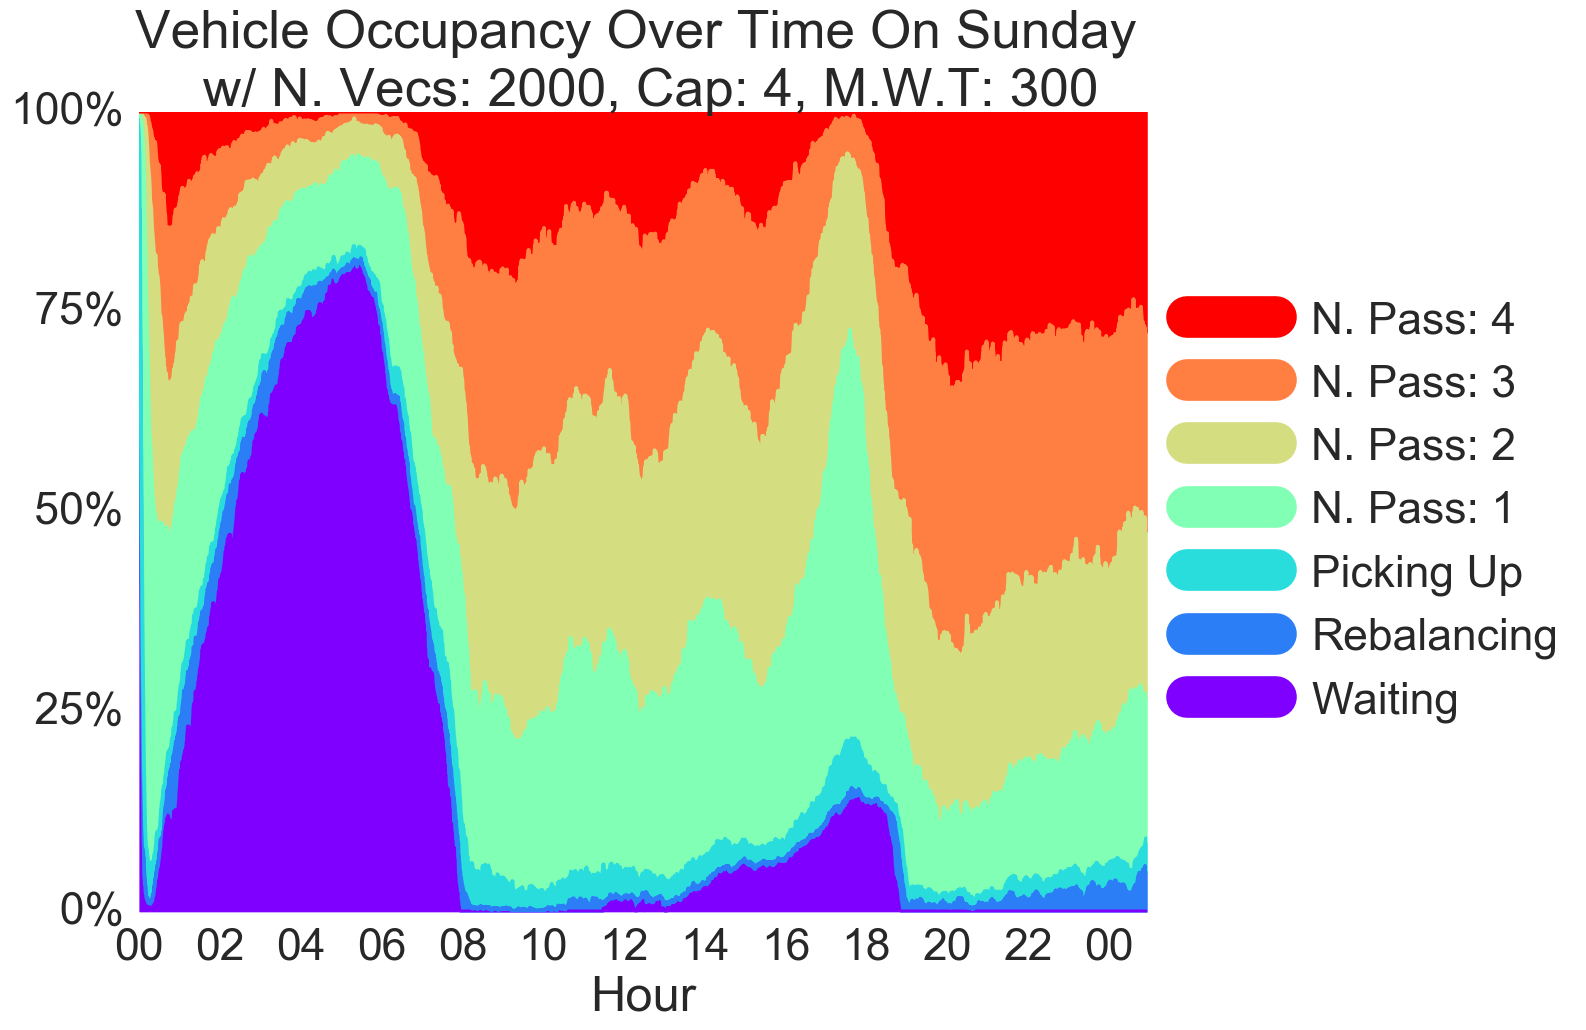 Vehicle Occupancy Over Time On Sunday
w/ N. Vecs: 2000, Cap: 4, M.W.T: 300
100%
75%
50%
25%
0%
00 02 04 06 08 10 12 14 16 18 20 22 00
Hour
N. Pass: 4
N. Pass: 3
N. Pass: 2
N. Pass: 1
Picking Up
Rebalancing
Waiting